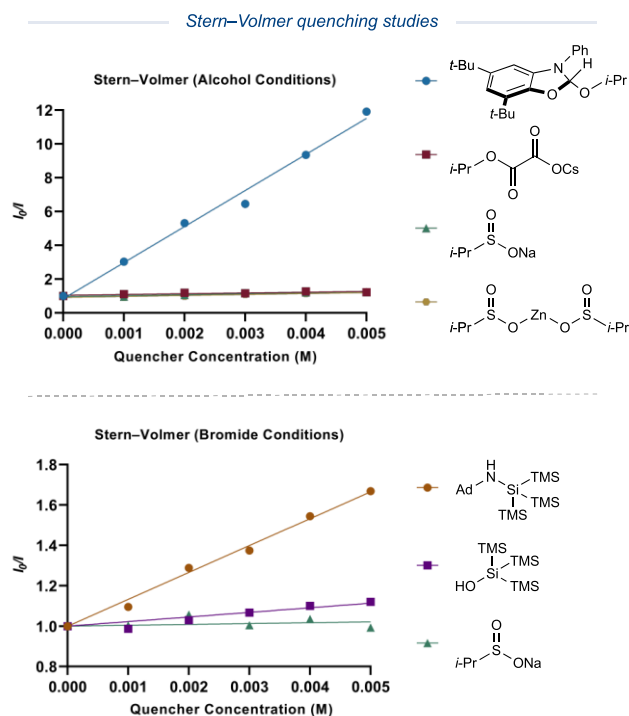 Stern–Volmer quenching studies
Stern–Volmer (Alcohol Conditions)
I₀/I
12
10
8
6
4
2
0
0.000 0.001 0.002 0.003 0.004 0.005
Quencher Concentration (M)
t-Bu
Ph
N
H
O
O
i-Pr
t-Bu
O
O
OCs
i-Pr
O
O
S
i-Pr
ONa
O
O
S
Zn
S
i-Pr
O
O
i-Pr
Stern–Volmer (Bromide Conditions)
I₀/I
1.8
1.6
1.4
1.2
1.0
0.8
0.000 0.001 0.002 0.003 0.004 0.005
Quencher Concentration (M)
H
N
TMS
Ad
Si
TMS
TMS
TMS
TMS
Si
HO
TMS
O
S
i-Pr
ONa